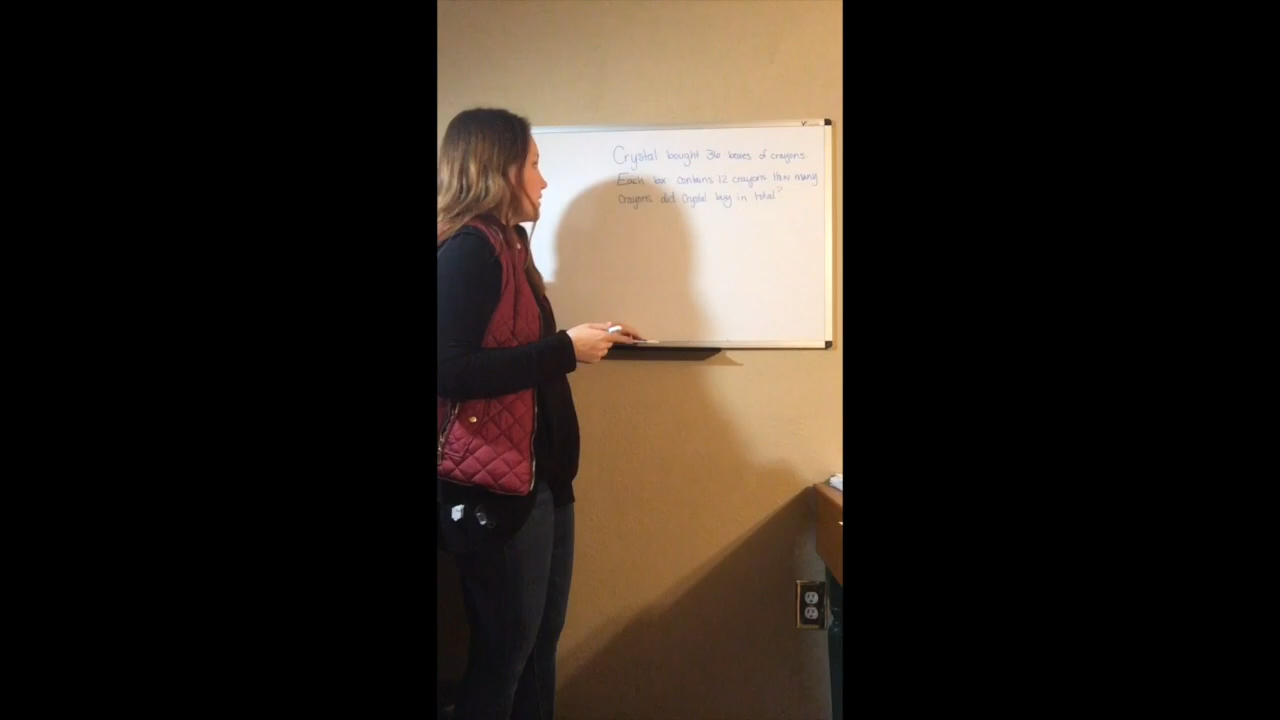 Crystal bought 36 boxes of crayons.
Each box contains 12 crayons. How many
crayons did Crystal buy in total?